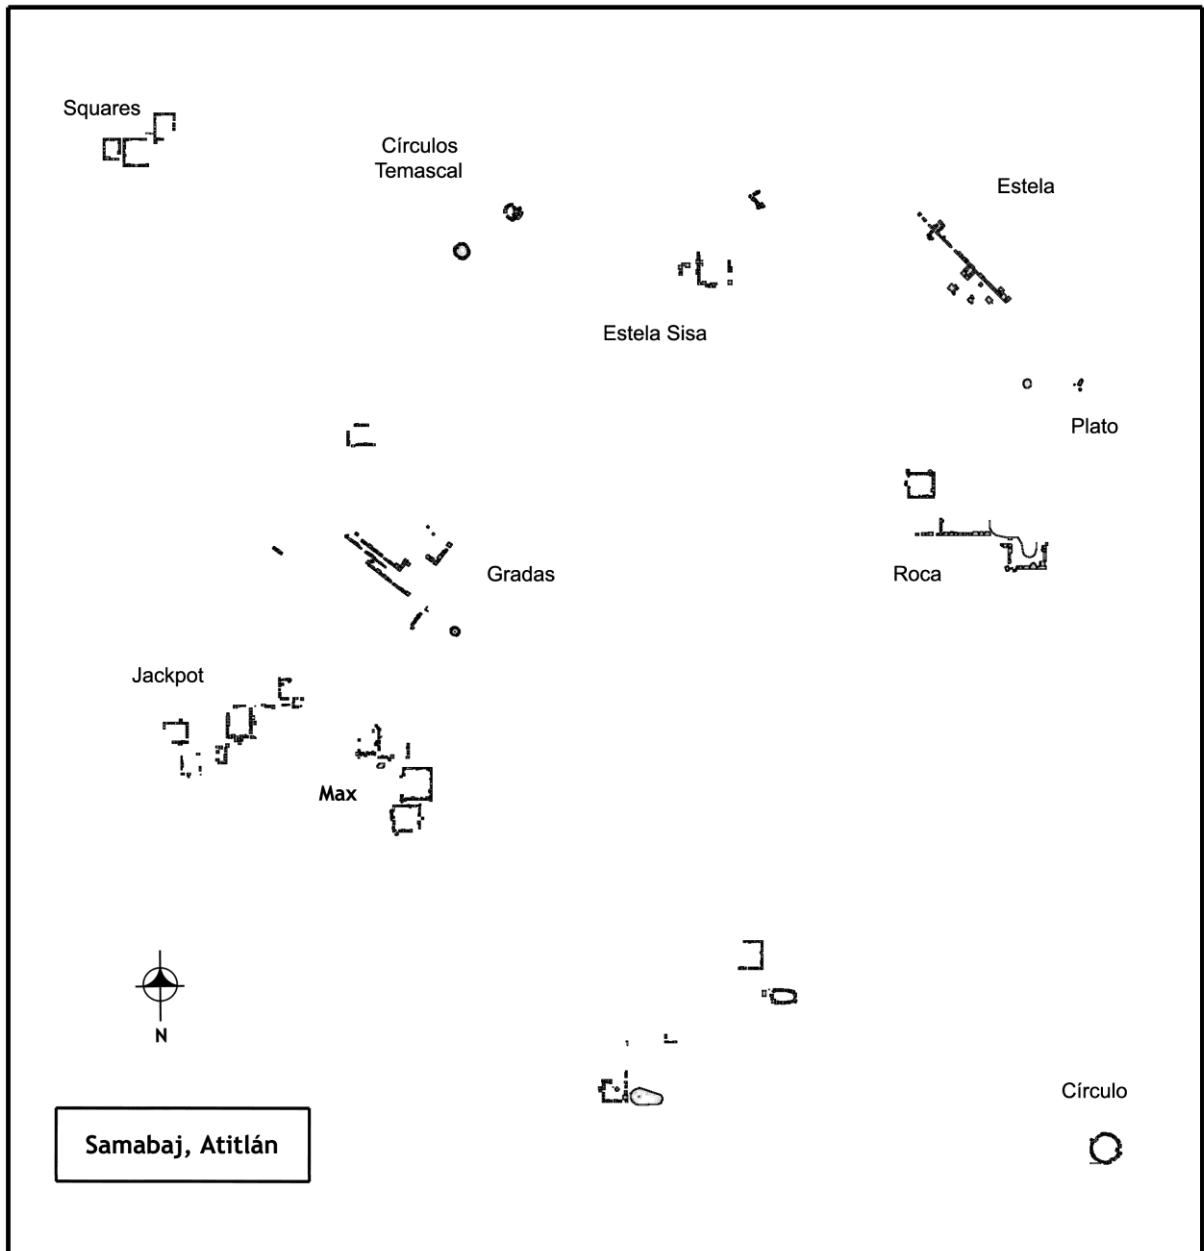 Squares
Círculos
Temascal
Estela
Estela Sisa
Plato
Gradas
Roca
Jackpot
Max
N
Samabaj, Atitlán
Círculo